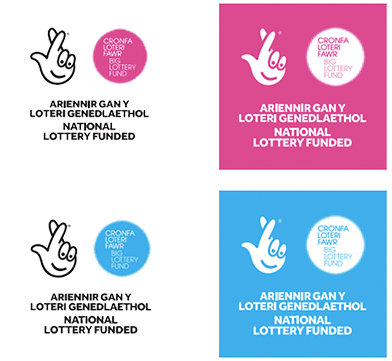 CRONFA
LOTERI
FAWR
BIG
LOTTERY
FUND
ARIENNIR GAN Y
LOTERI GENEDLAETHOL
NATIONAL
LOTTERY FUNDED
CRONFA
LOTERI
FAWR
BIG
LOTTERY
FUND
ARIENNIR GAN Y
LOTERI GENEDLAETHOL
NATIONAL
LOTTERY FUNDED
CRONFA
LOTERI
FAWR
BIG
LOTTERY
FUND
ARIENNIR GAN Y
LOTERI GENEDLAETHOL
NATIONAL
LOTTERY FUNDED
CRONFA
LOTERI
FAWR
BIG
LOTTERY
FUND
ARIENNIR GAN Y
LOTERI GENEDLAETHOL
NATIONAL
LOTTERY FUNDED